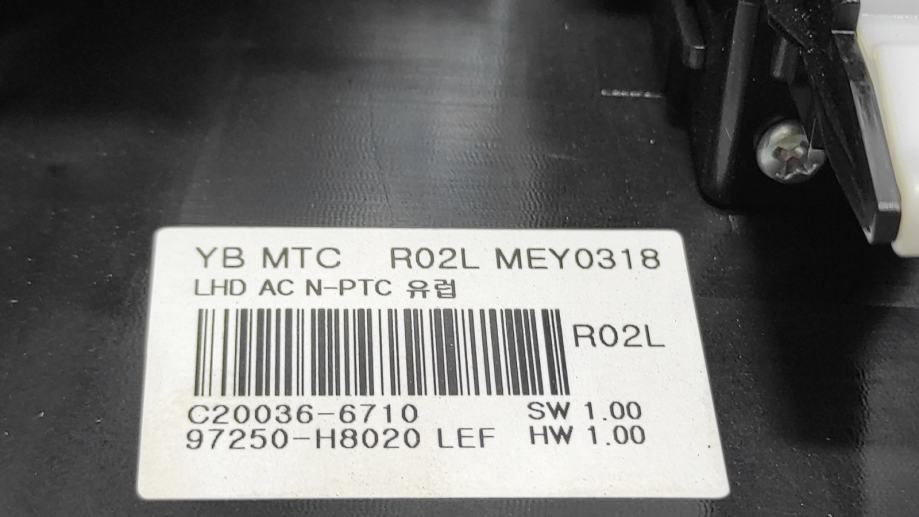 YB MTC R02L MEY0318
LHD AC N-PTC 유럽
R02L
C20036-6710 SW 1.00
97250-H8020 LEF HW 1.00